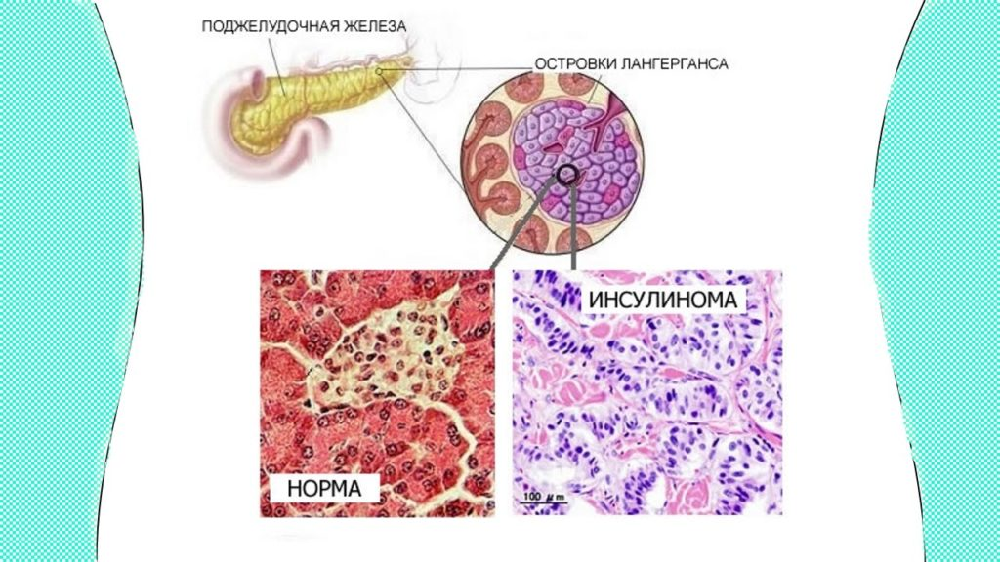 ПОДЖЕЛУДОЧНАЯ ЖЕЛЕЗА
ОСТРОВКИ ЛАНГЕРГАНСА
ИНСУЛИНОМА
НОРМА
100 μm